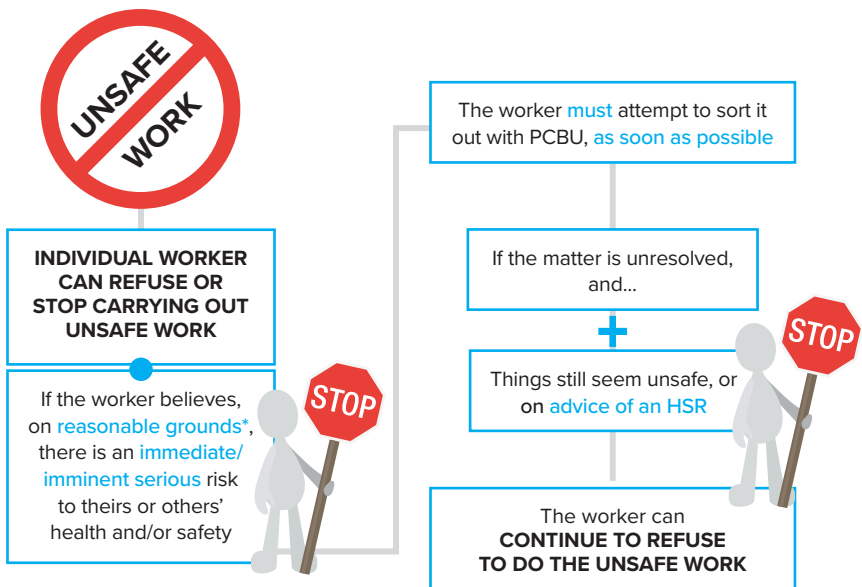 UNSAFE
WORK
INDIVIDUAL WORKER
CAN REFUSE OR
STOP CARRYING OUT
UNSAFE WORK
If the worker believes,
on reasonable grounds*,
there is an immediate/
imminent serious risk
to theirs or others’
health and/or safety
STOP
The worker must attempt to sort it
out with PCBU, as soon as possible
If the matter is unresolved,
and...
+
Things still seem unsafe, or
on advice of an HSR
STOP
The worker can
CONTINUE TO REFUSE
TO DO THE UNSAFE WORK